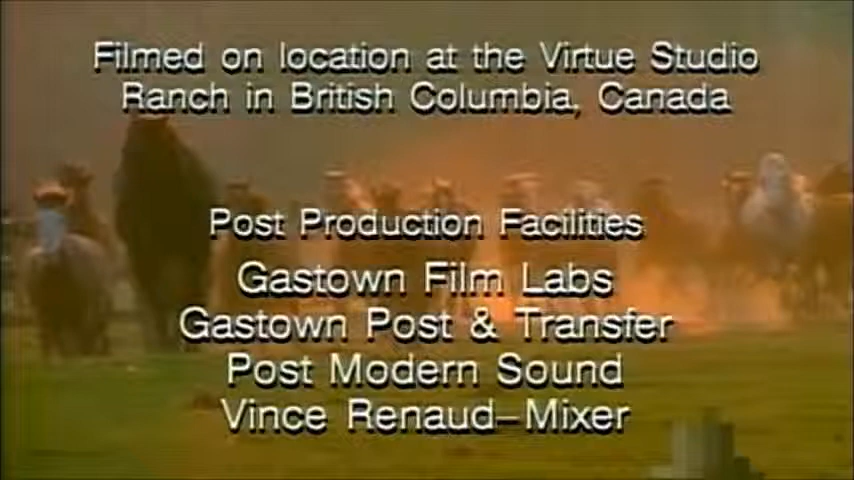 Filmed on location at the Virtue Studio
Ranch in British Columbia, Canada
Post Production Facilities
Gastown Film Labs
Gastown Post & Transfer
Post Modern Sound
Vince Renaud–Mixer